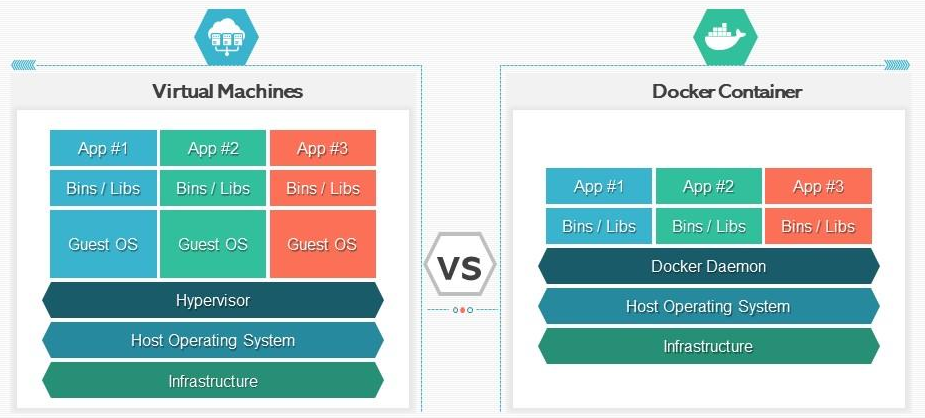 Virtual Machines
App #1 App #2 App #3
Bins / Libs Bins / Libs Bins / Libs
Guest OS Guest OS Guest OS
Hypervisor
Host Operating System
Infrastructure
VS
Docker Container
App #1 App #2 App #3
Bins / Libs Bins / Libs Bins / Libs
Docker Daemon
Host Operating System
Infrastructure